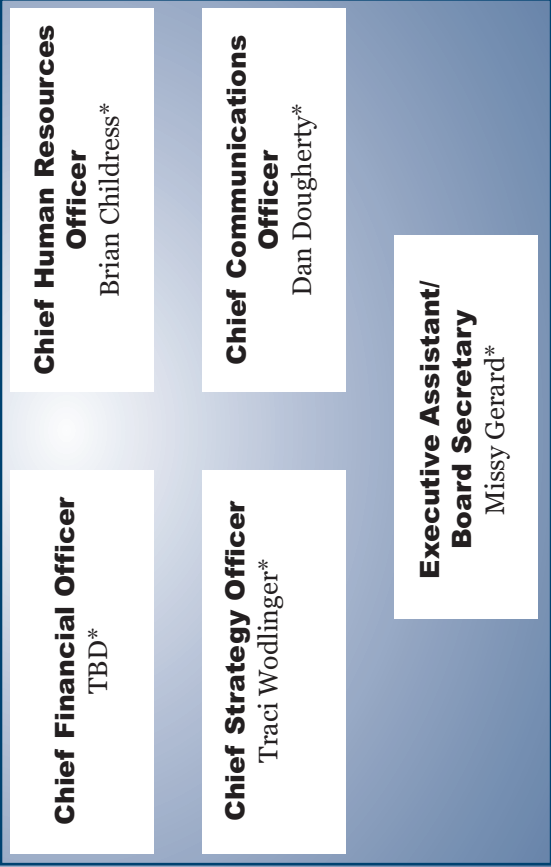 Chief Financial Officer
TBD*
Chief Human Resources
Officer
Brian Childress*
Chief Strategy Officer
Traci Wodlinger*
Chief Communications
Officer
Dan Dougherty*
Executive Assistant/
Board Secretary
Missy Gerard*